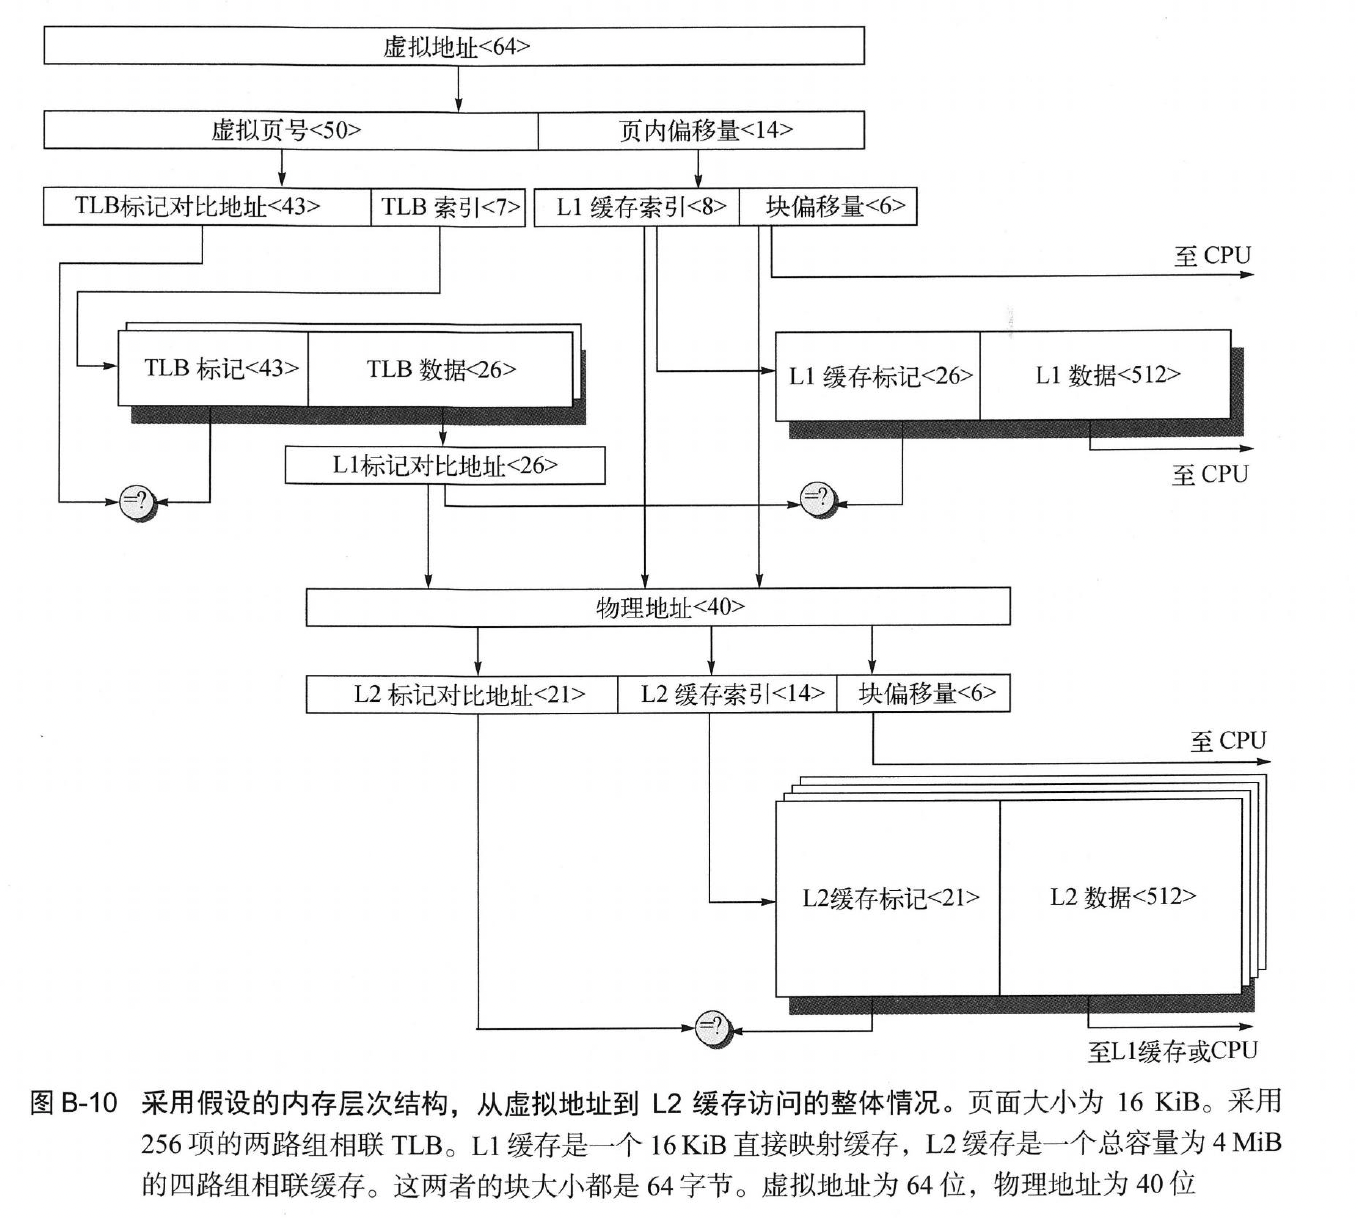 虚拟地址<64>
虚拟页号<50> 页内偏移量<14>
TLB标记对比地址<43> TLB 索引<7> L1 缓存索引<8> 块偏移量<6>
至 CPU
TLB 标记<43> TLB 数据<26> L1 缓存标记<26> L1 数据<512>
L1标记对比地址<26>
至 CPU
=? =?
物理地址<40>
L2 标记对比地址<21> L2 缓存索引<14> 块偏移量<6>
至 CPU
L2缓存标记<21> L2 数据<512>
=?
至L1缓存或CPU
图 B-10 采用假设的内存层次结构，从虚拟地址到 L2 缓存访问的整体情况。页面大小为 16 KiB。采用
256 项的两路组相联 TLB。L1 缓存是一个 16 KiB 直接映射缓存，L2 缓存是一个总容量为 4 MiB
的四路组相联缓存。这两者的块大小都是 64 字节。虚拟地址为 64 位，物理地址为 40 位